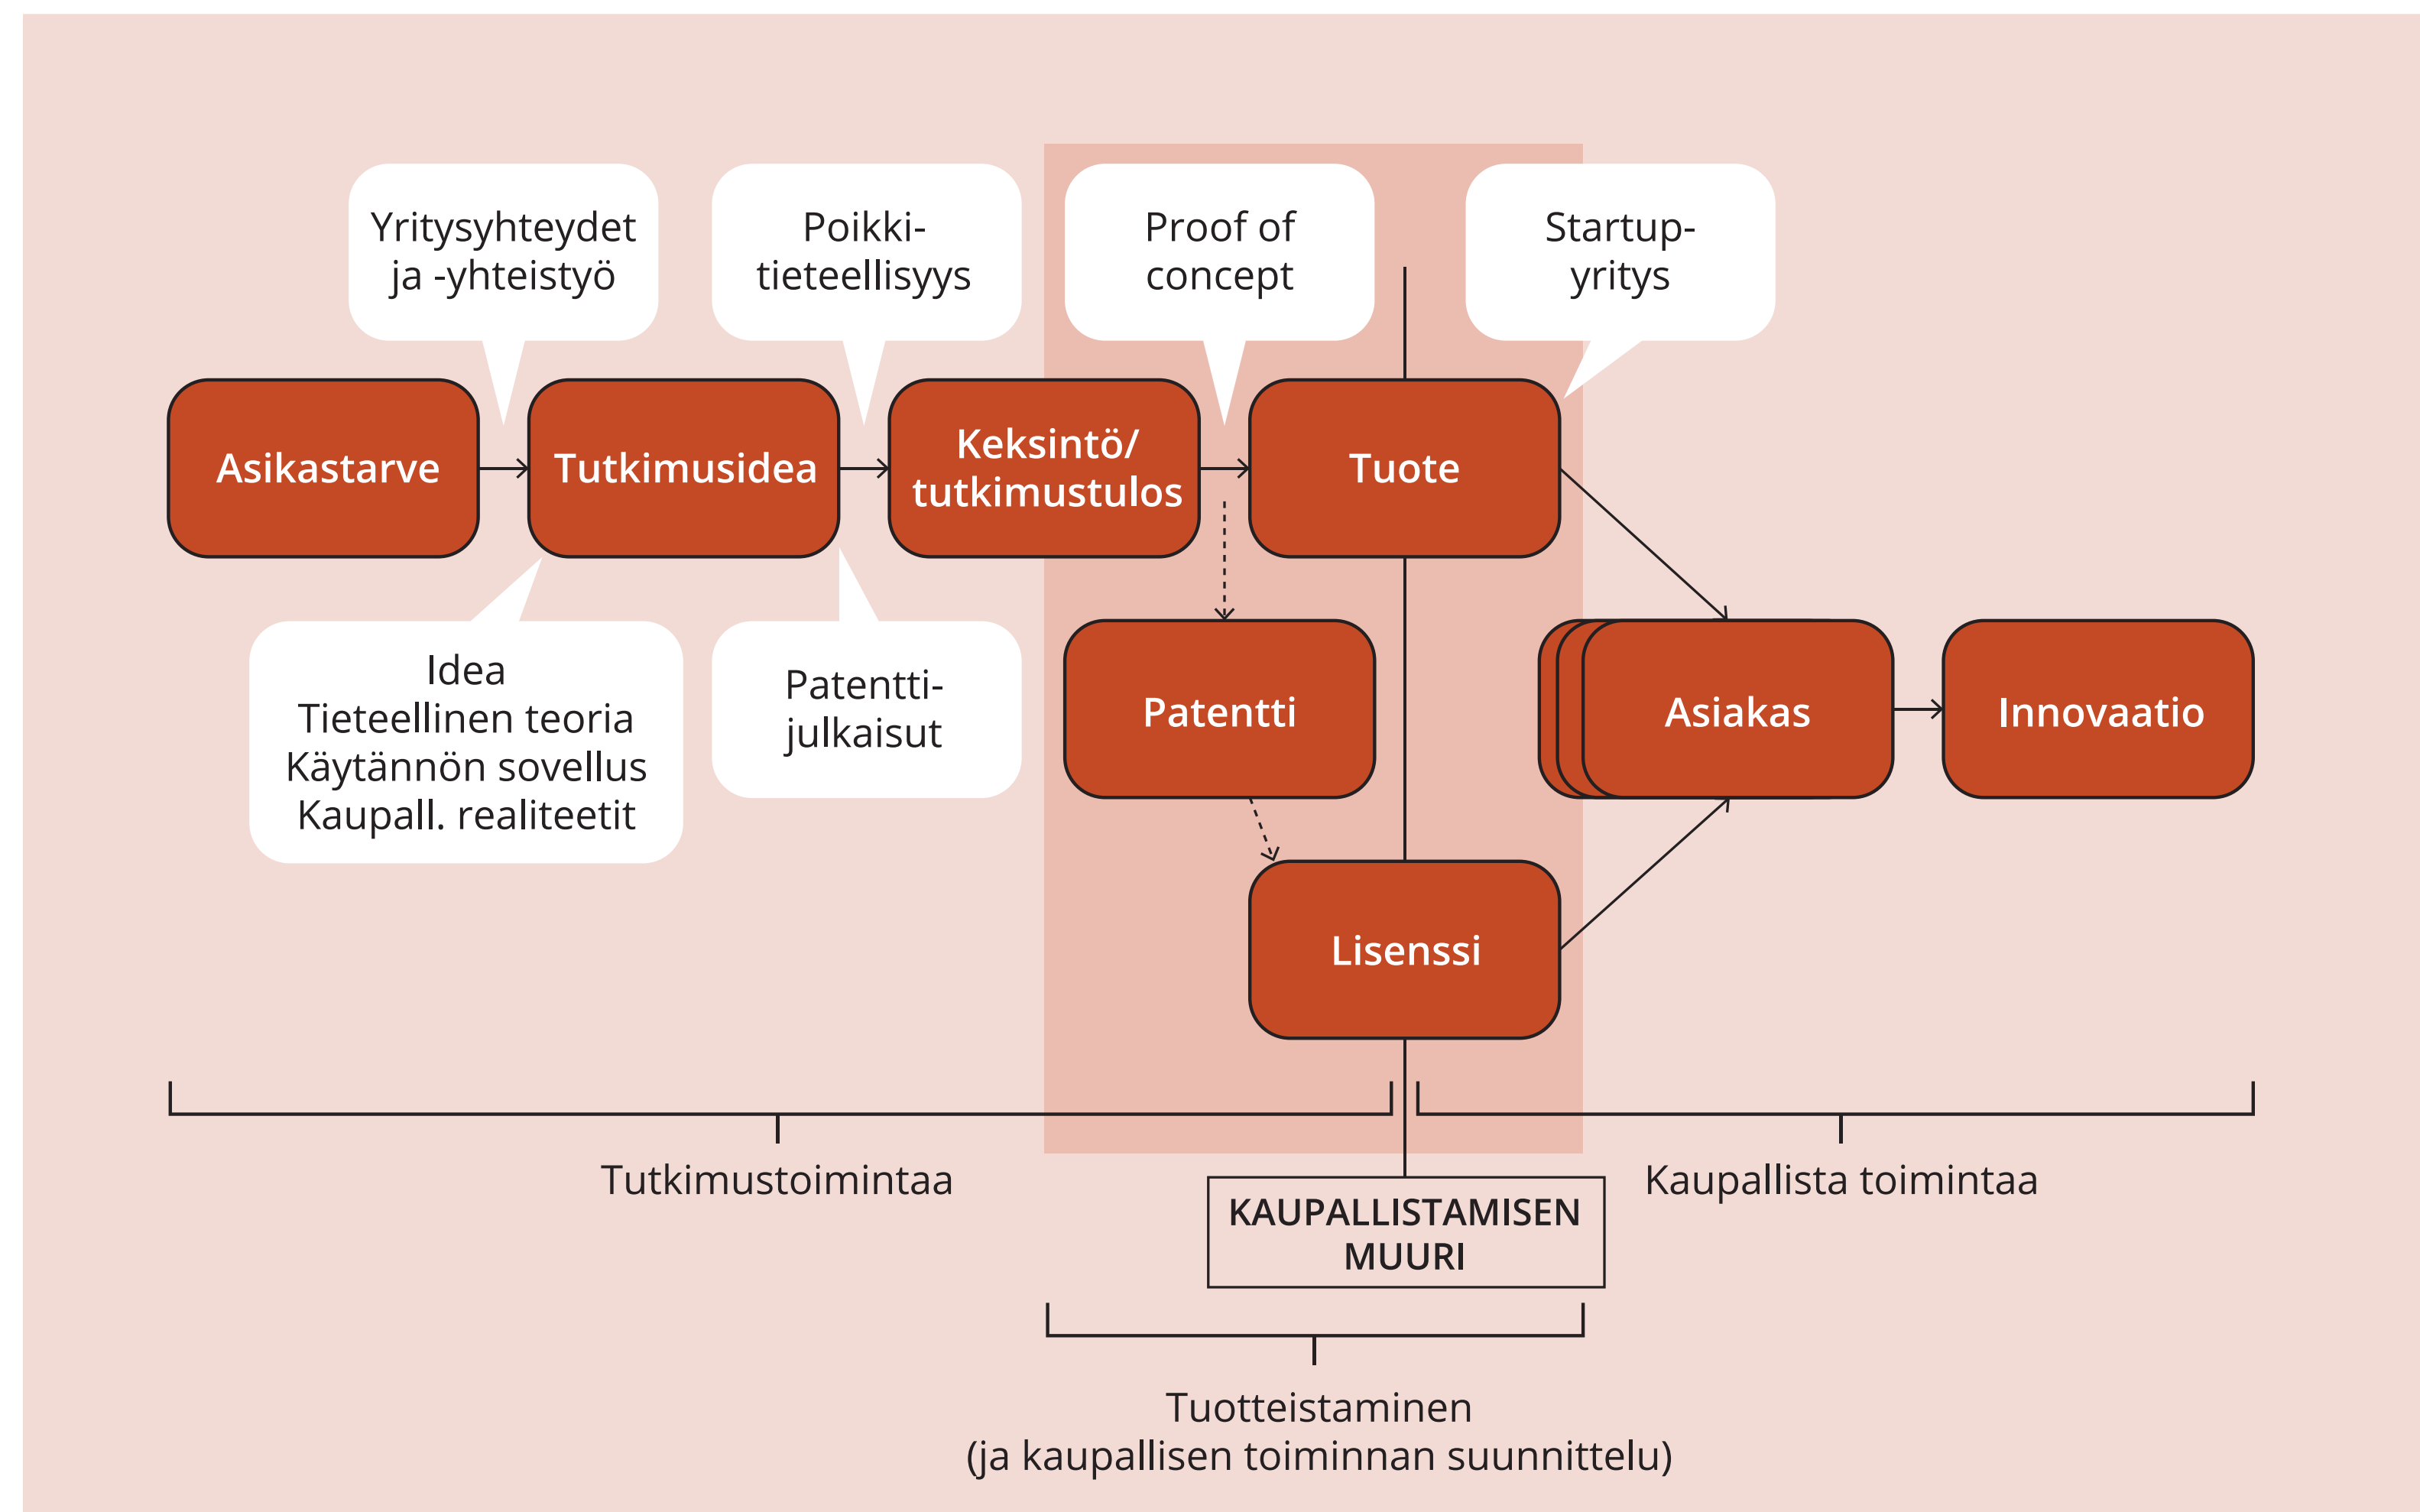 Yritysyhteydet
ja -yhteistyö
Poikki-
tieteellisyys
Proof of
concept
Startup-
yritys
Asikastarve
Tutkimusidea
Keksintö/
tutkimustulos
Tuote
Idea
Tieteellinen teoria
Käytännön sovellus
Kaupall. realiteetit
Patentti-
julkaisut
Patentti
Asiakas
Innovaatio
Lisenssi
Tutkimustoimintaa
Kaupallista toimintaa
KAUPALLISTAMISEN
MUURI
Tuotteistaminen
(ja kaupallisen toiminnan suunnittelu)